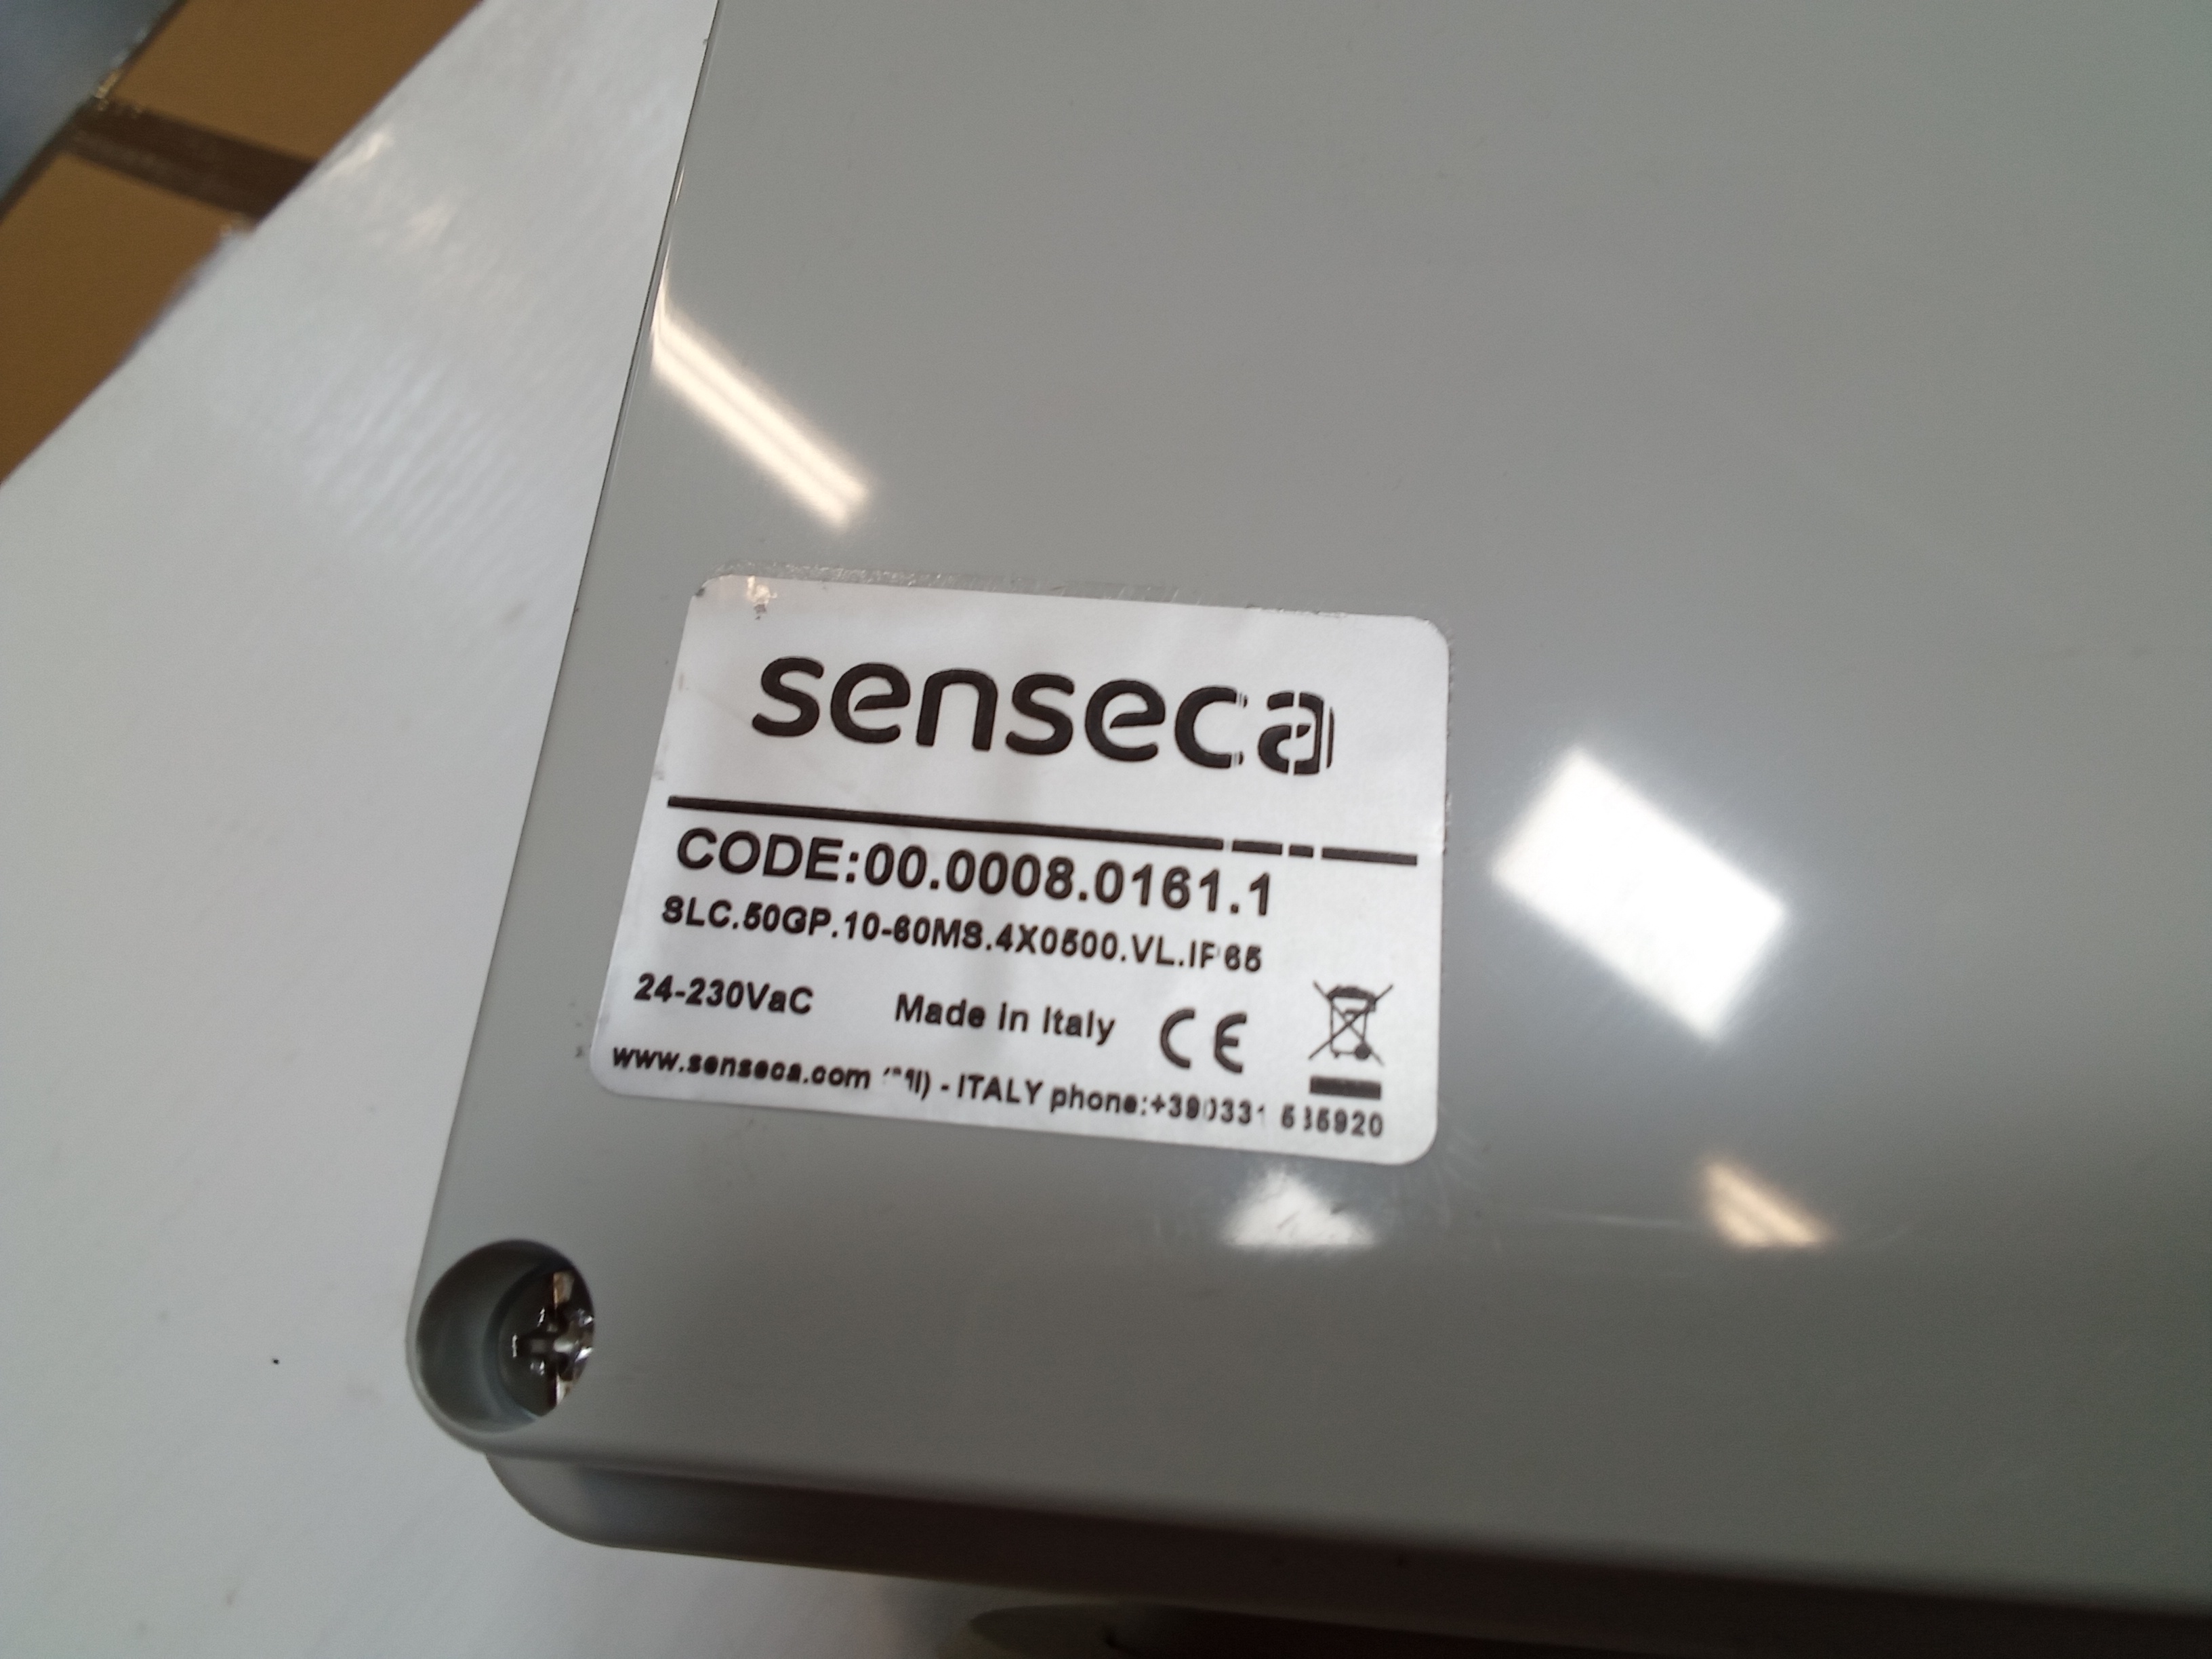 senseca
CODE:00.0008.0161.1
SLC.50GP.10-60MS.4X0500.VL.IP65
24-230VaC Made in Italy CE
www.senseca.com - ITALY phone: